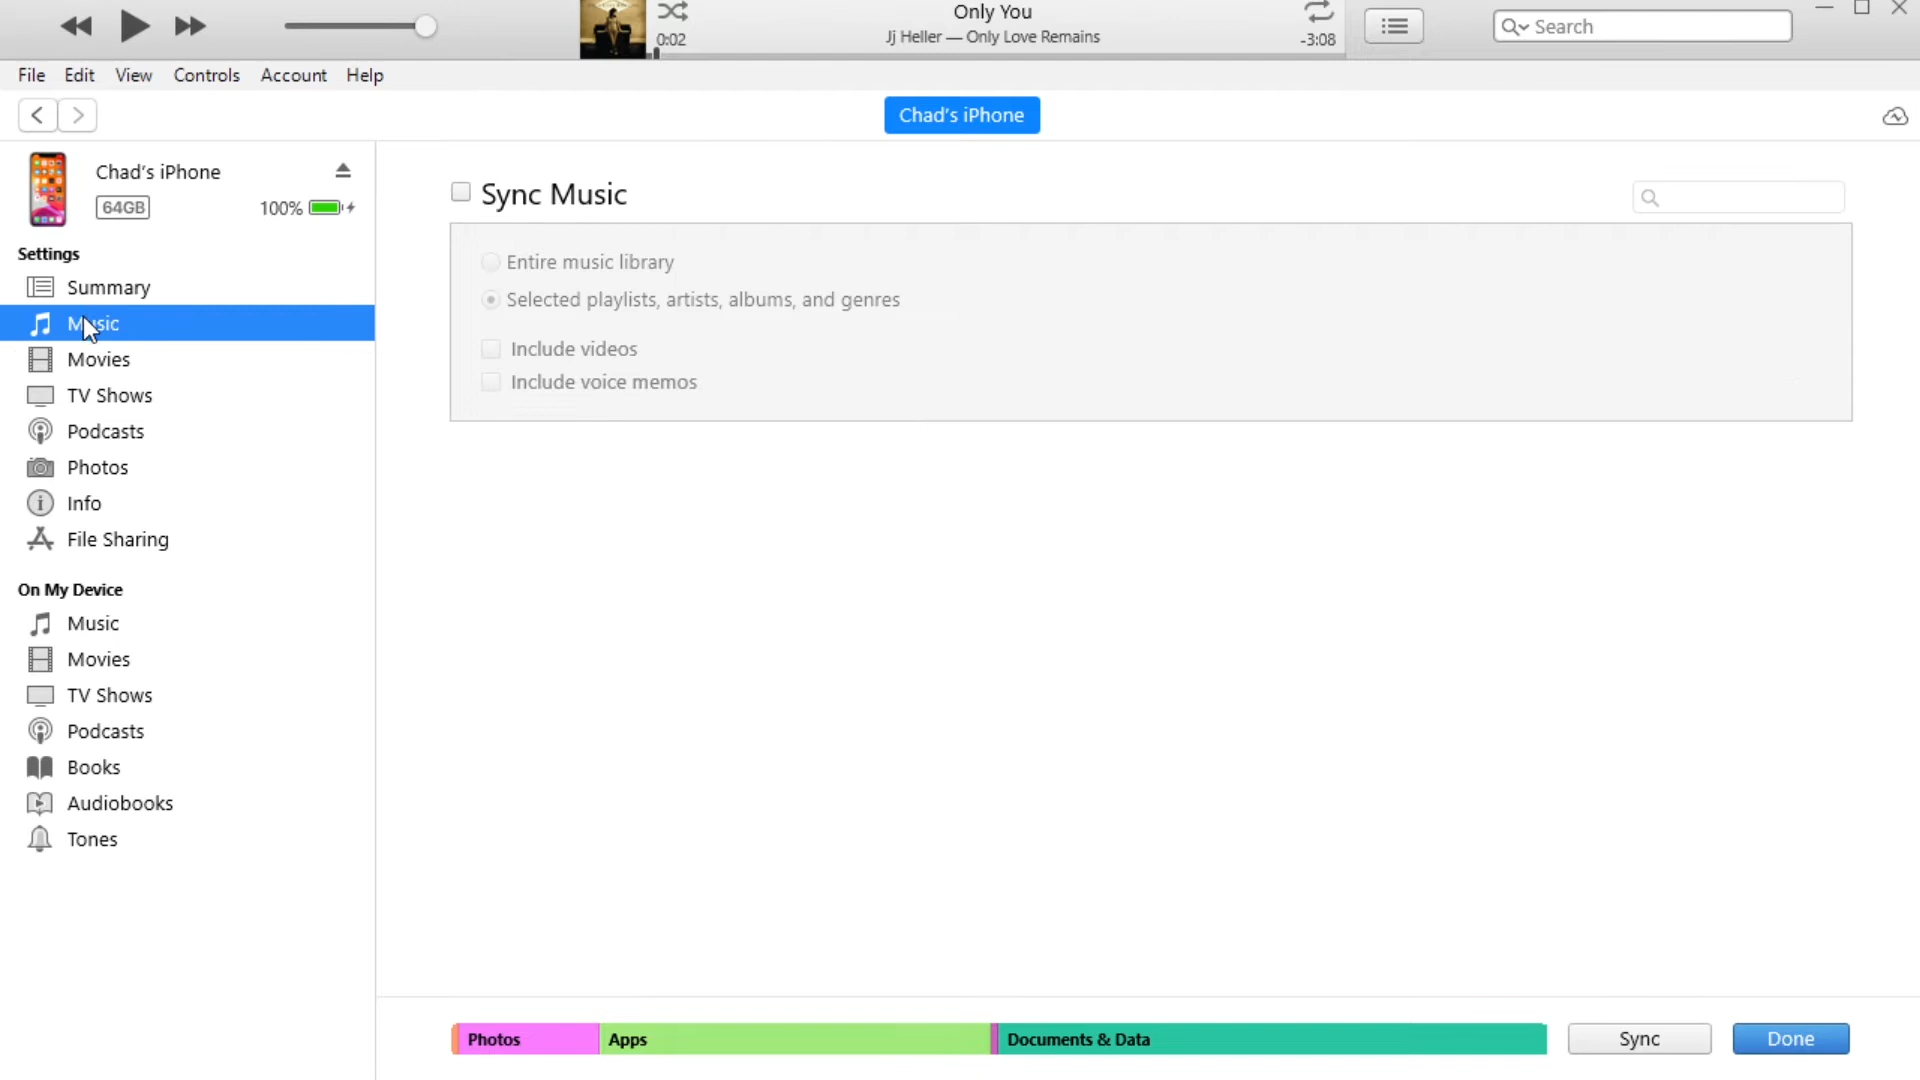 Only You
0:02
Jj Heller — Only Love Remains
-3:08
Search
File Edit View Controls Account Help
Chad's iPhone
Chad's iPhone
64GB
100%
Settings
Summary
Music
Movies
TV Shows
Podcasts
Photos
Info
File Sharing
On My Device
Music
Movies
TV Shows
Podcasts
Books
Audiobooks
Tones
Sync Music
Entire music library
Selected playlists, artists, albums, and genres
Include videos
Include voice memos
Photos Apps Documents & Data Sync Done